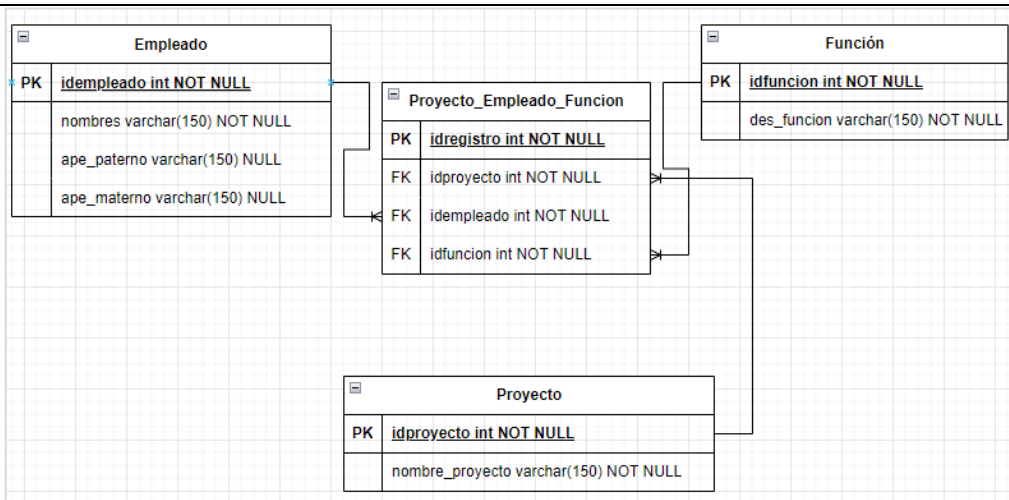 Empleado
PK idempleado int NOT NULL
nombres varchar(150) NOT NULL
ape_paterno varchar(150) NULL
ape_materno varchar(150) NULL
Proyecto_Empleado_Funcion
PK idregistro int NOT NULL
FK idproyecto int NOT NULL
FK idempleado int NOT NULL
FK idfuncion int NOT NULL
Función
PK idfuncion int NOT NULL
des_funcion varchar(150) NOT NULL
Proyecto
PK idproyecto int NOT NULL
nombre_proyecto varchar(150) NOT NULL